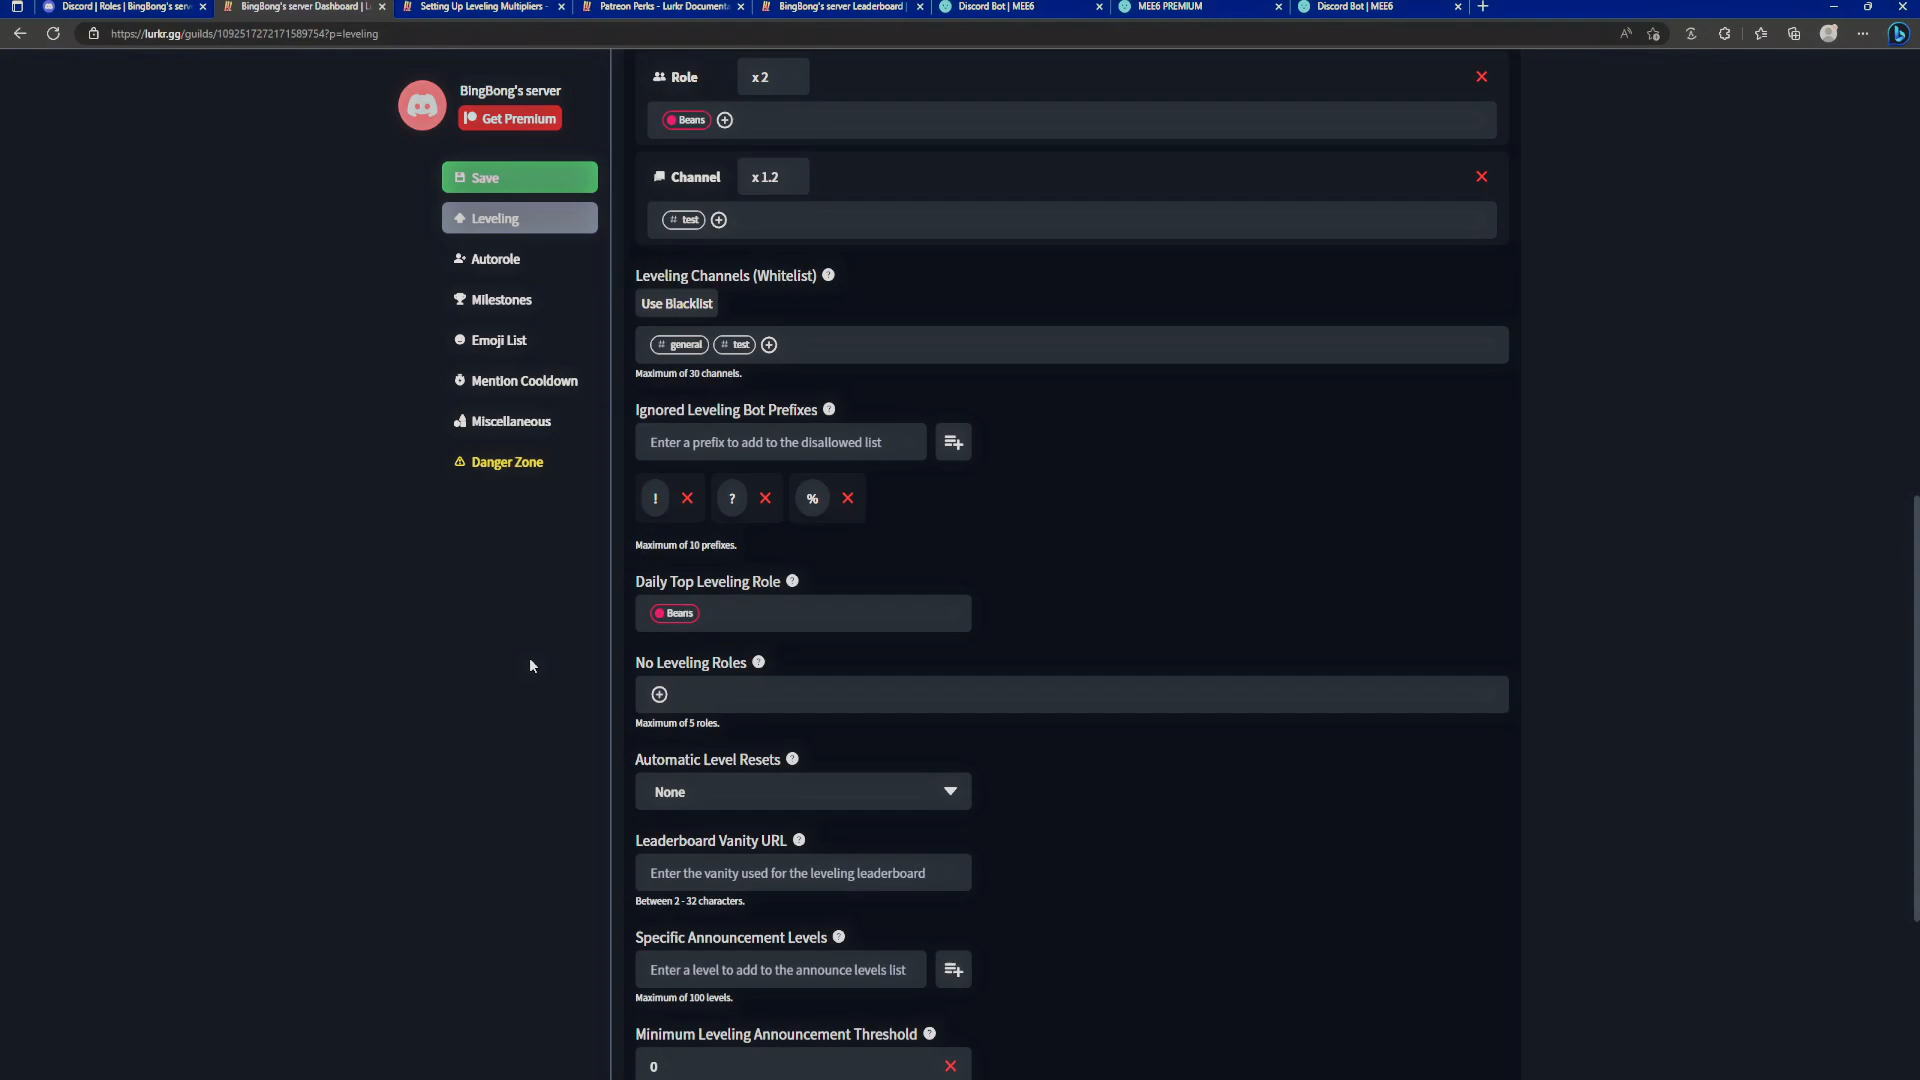 Discord | Roles | BingBong's serv
BingBong's server Dashboard | L
Setting Up Leveling Multipliers -
Patreon Perks - Lurkr Documenta
BingBong's server Leaderboard |
Discord Bot | MEE6
MEE6 PREMIUM
Discord Bot | MEE6
https://lurkr.gg/guilds/1092517272171589754?p=leveling
BingBong's server
Get Premium
Save
Leveling
Autorole
Milestones
Emoji List
Mention Cooldown
Miscellaneous
Danger Zone
Role x 2
Beans
Channel x 1.2
# test
Leveling Channels (Whitelist) ?
Use Blacklist
# general # test
Maximum of 30 channels.
Ignored Leveling Bot Prefixes ?
Enter a prefix to add to the disallowed list
! ? %
Maximum of 10 prefixes.
Daily Top Leveling Role ?
Beans
No Leveling Roles ?
Maximum of 5 roles.
Automatic Level Resets ?
None
Leaderboard Vanity URL ?
Enter the vanity used for the leveling leaderboard
Between 2 - 32 characters.
Specific Announcement Levels ?
Enter a level to add to the announce levels list
Maximum of 100 levels.
Minimum Leveling Announcement Threshold ?
0